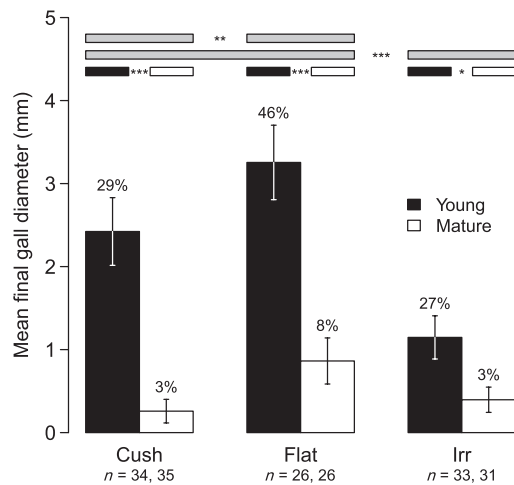 Mean final gall diameter (mm)
5
4
3
2
1
0
**
***
*** *** *
29%
3%
46%
8%
27%
3%
Young
Mature
Cush Flat Irr
n = 34, 35 n = 26, 26 n = 33, 31